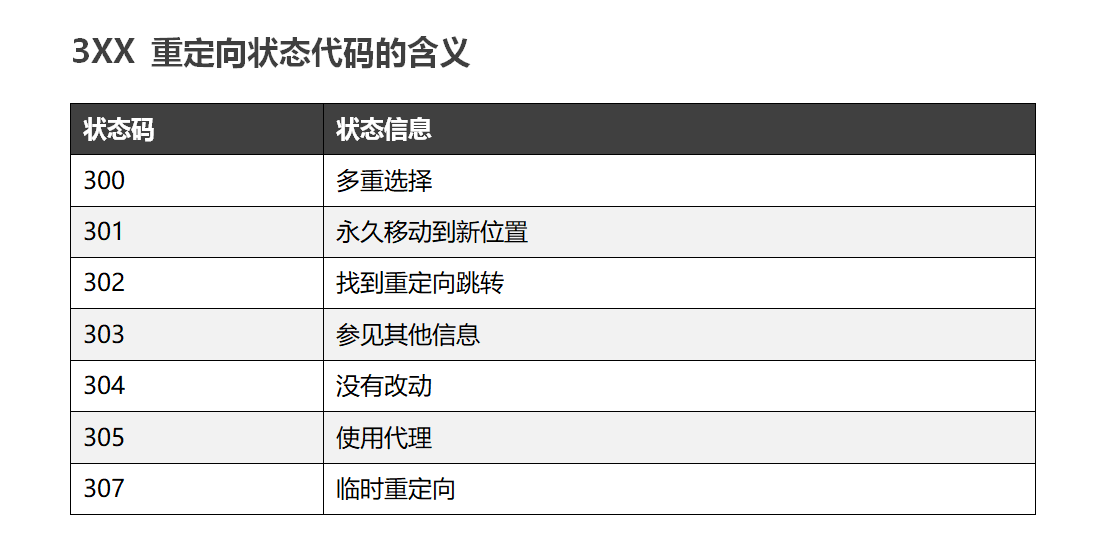 3XX 重定向状态代码的含义
状态码 状态信息
300 多重选择
301 永久移动到新位置
302 找到重定向跳转
303 参见其他信息
304 没有改动
305 使用代理
307 临时重定向